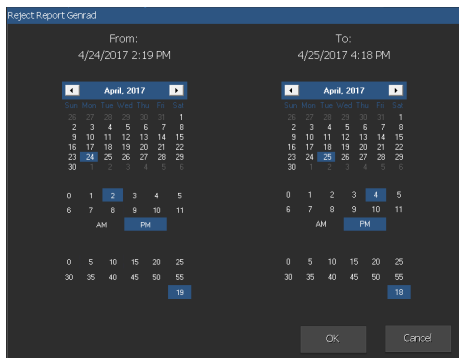 Reject Report Genrad
From: To:
4/24/2017 2:19 PM 4/25/2017 4:18 PM
April, 2017 April, 2017
Sun Mon Tue Wed Thu Fri Sat Sun Mon Tue Wed Thu Fri Sat
26 27 28 29 30 31 1 26 27 28 29 30 31 1
2 3 4 5 6 7 8 2 3 4 5 6 7 8
9 10 11 12 13 14 15 9 10 11 12 13 14 15
16 17 18 19 20 21 22 16 17 18 19 20 21 22
23 24 25 26 27 28 29 23 24 25 26 27 28 29
30 1 2 3 4 5 6 30 1 2 3 4 5 6
0 1 2 3 4 5 0 1 2 3 4 5
6 7 8 9 10 11 6 7 8 9 10 11
AM PM AM PM
0 5 10 15 20 25 0 5 10 15 20 25
30 35 40 45 50 55 30 35 40 45 50 55
19 18
OK Cancel